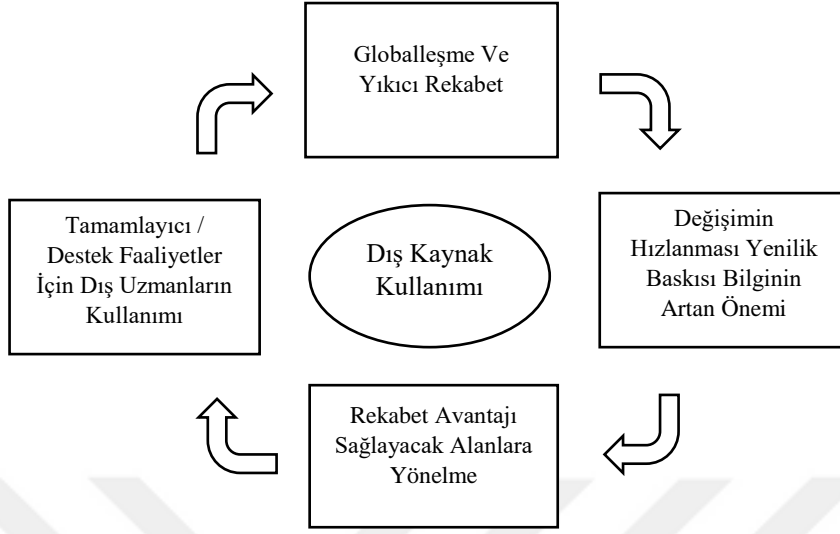 Globalleşme Ve
Yıkıcı Rekabet
Tamamlayıcı /
Destek Faaliyetler
İçin Dış Uzmanların
Kullanımı
Dış Kaynak
Kullanımı
Değişimin
Hızlanması Yenilik
Baskısı Bilginin
Artan Önemi
Rekabet Avantajı
Sağlayacak Alanlara
Yönelme